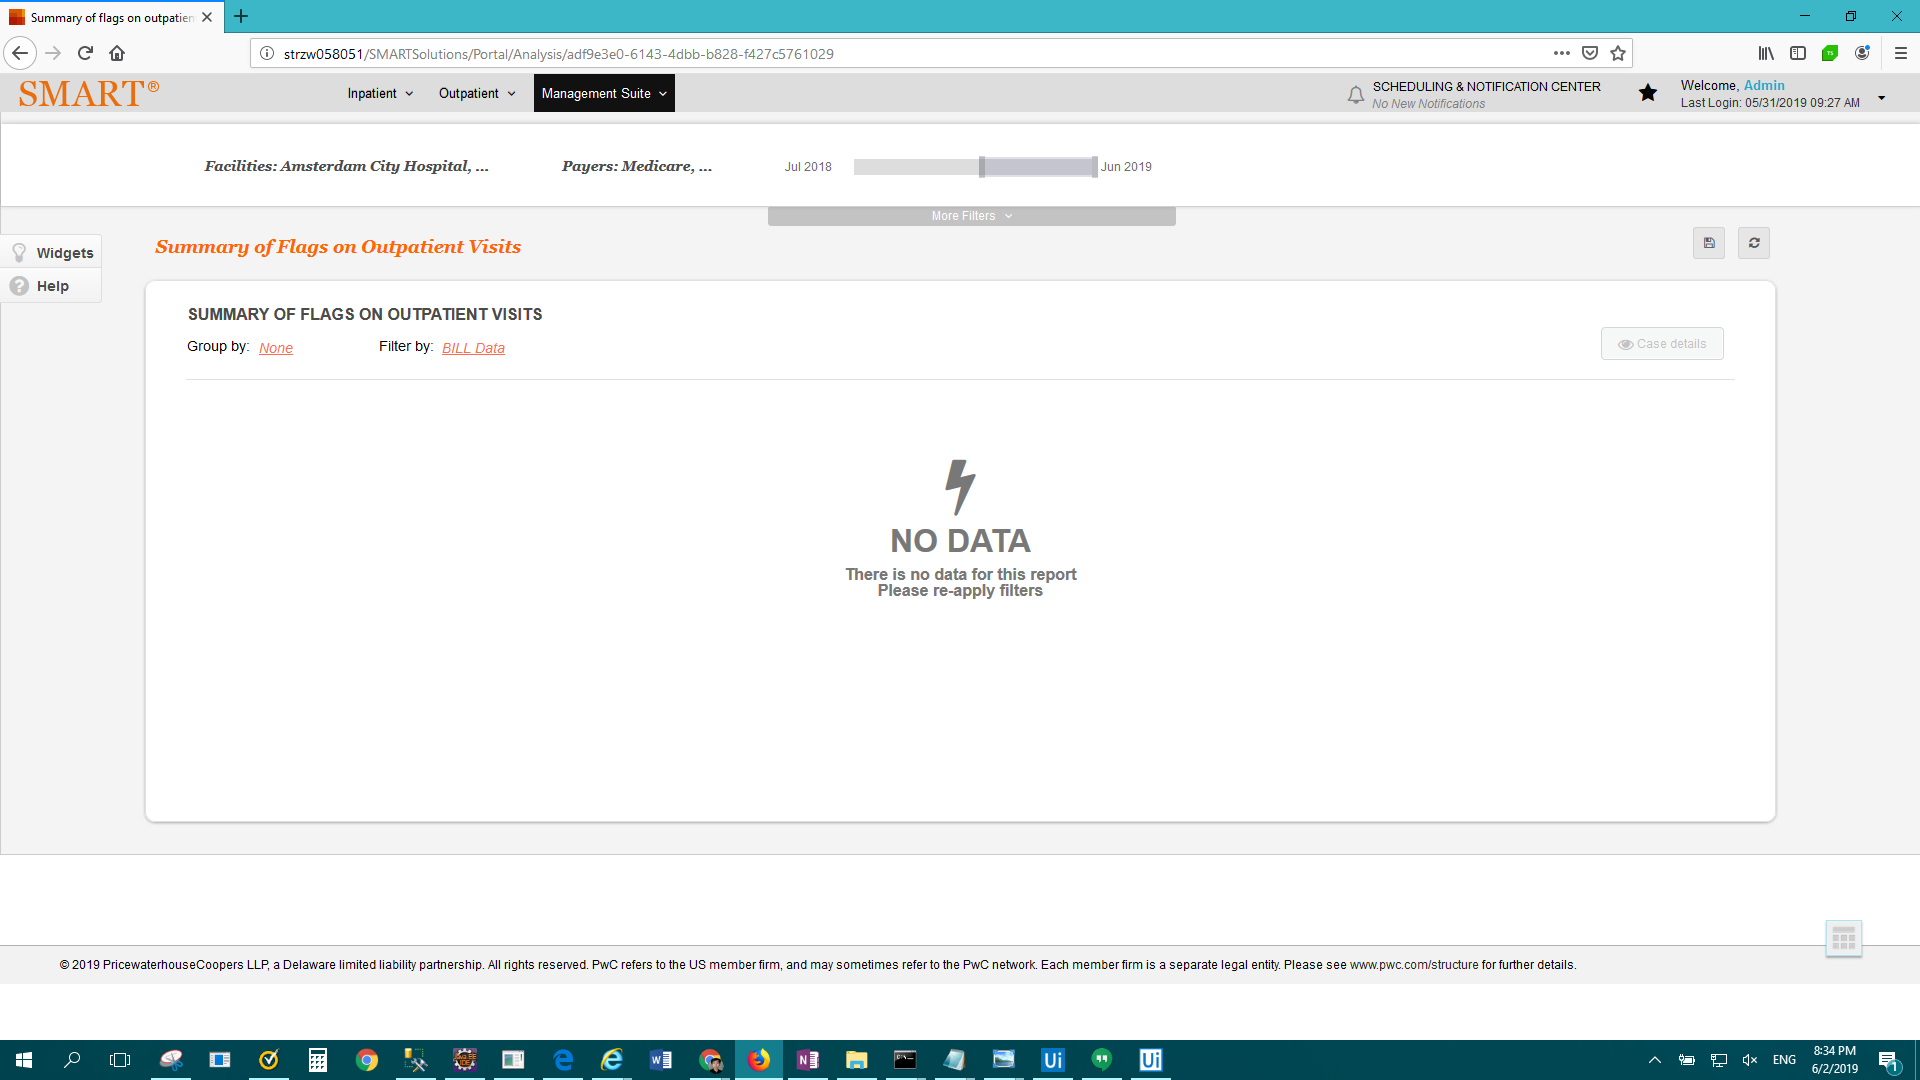 Summary of flags on outpatien
strzw058051/SMARTSolutions/Portal/Analysis/adf9e3e0-6143-4dbb-b828-f427c5761029
SMART®
Inpatient
Outpatient
Management Suite
SCHEDULING & NOTIFICATION CENTER
No New Notifications
Welcome, Admin
Last Login: 05/31/2019 09:27 AM
Facilities: Amsterdam City Hospital, ...
Payers: Medicare, ...
Jul 2018
Jun 2019
More Filters
Widgets
Help
Summary of Flags on Outpatient Visits
SUMMARY OF FLAGS ON OUTPATIENT VISITS
Group by: None
Filter by: BILL Data
Case details
NO DATA
There is no data for this report
Please re-apply filters
© 2019 PricewaterhouseCoopers LLP, a Delaware limited liability partnership. All rights reserved. PwC refers to the US member firm, and may sometimes refer to the PwC network. Each member firm is a separate legal entity. Please see www.pwc.com/structure for further details.
ENG
8:34 PM
6/2/2019
1